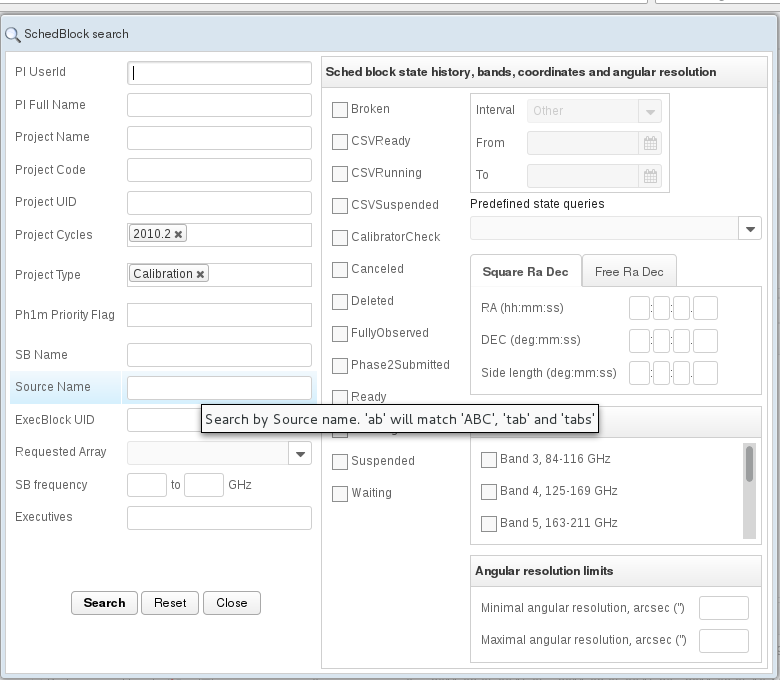 SchedBlock search
PI UserId
PI Full Name
Project Name
Project Code
Project UID
Project Cycles
2010.2 ✖
Project Type
Calibration ✖
Ph1m Priority Flag
SB Name
Source Name
ExecBlock UID
Requested Array
SB frequency
to
GHz
Executives
Search
Reset
Close
Sched block state history, bands, coordinates and angular resolution
Broken
CSVReady
CSVRunning
CSVSuspended
CalibratorCheck
Canceled
Deleted
FullyObserved
Phase2Submitted
Ready
Suspended
Waiting
Search by Source name. 'ab' will match 'ABC', 'tab' and 'tabs'
Interval
Other
From
To
Predefined state queries
Square Ra Dec
Free Ra Dec
RA (hh:mm:ss)
: : .
DEC (deg:mm:ss)
: : .
Side length (deg:mm:ss)
: : .
Band 3, 84-116 GHz
Band 4, 125-169 GHz
Band 5, 163-211 GHz
Angular resolution limits
Minimal angular resolution, arcsec (")
Maximal angular resolution, arcsec (")